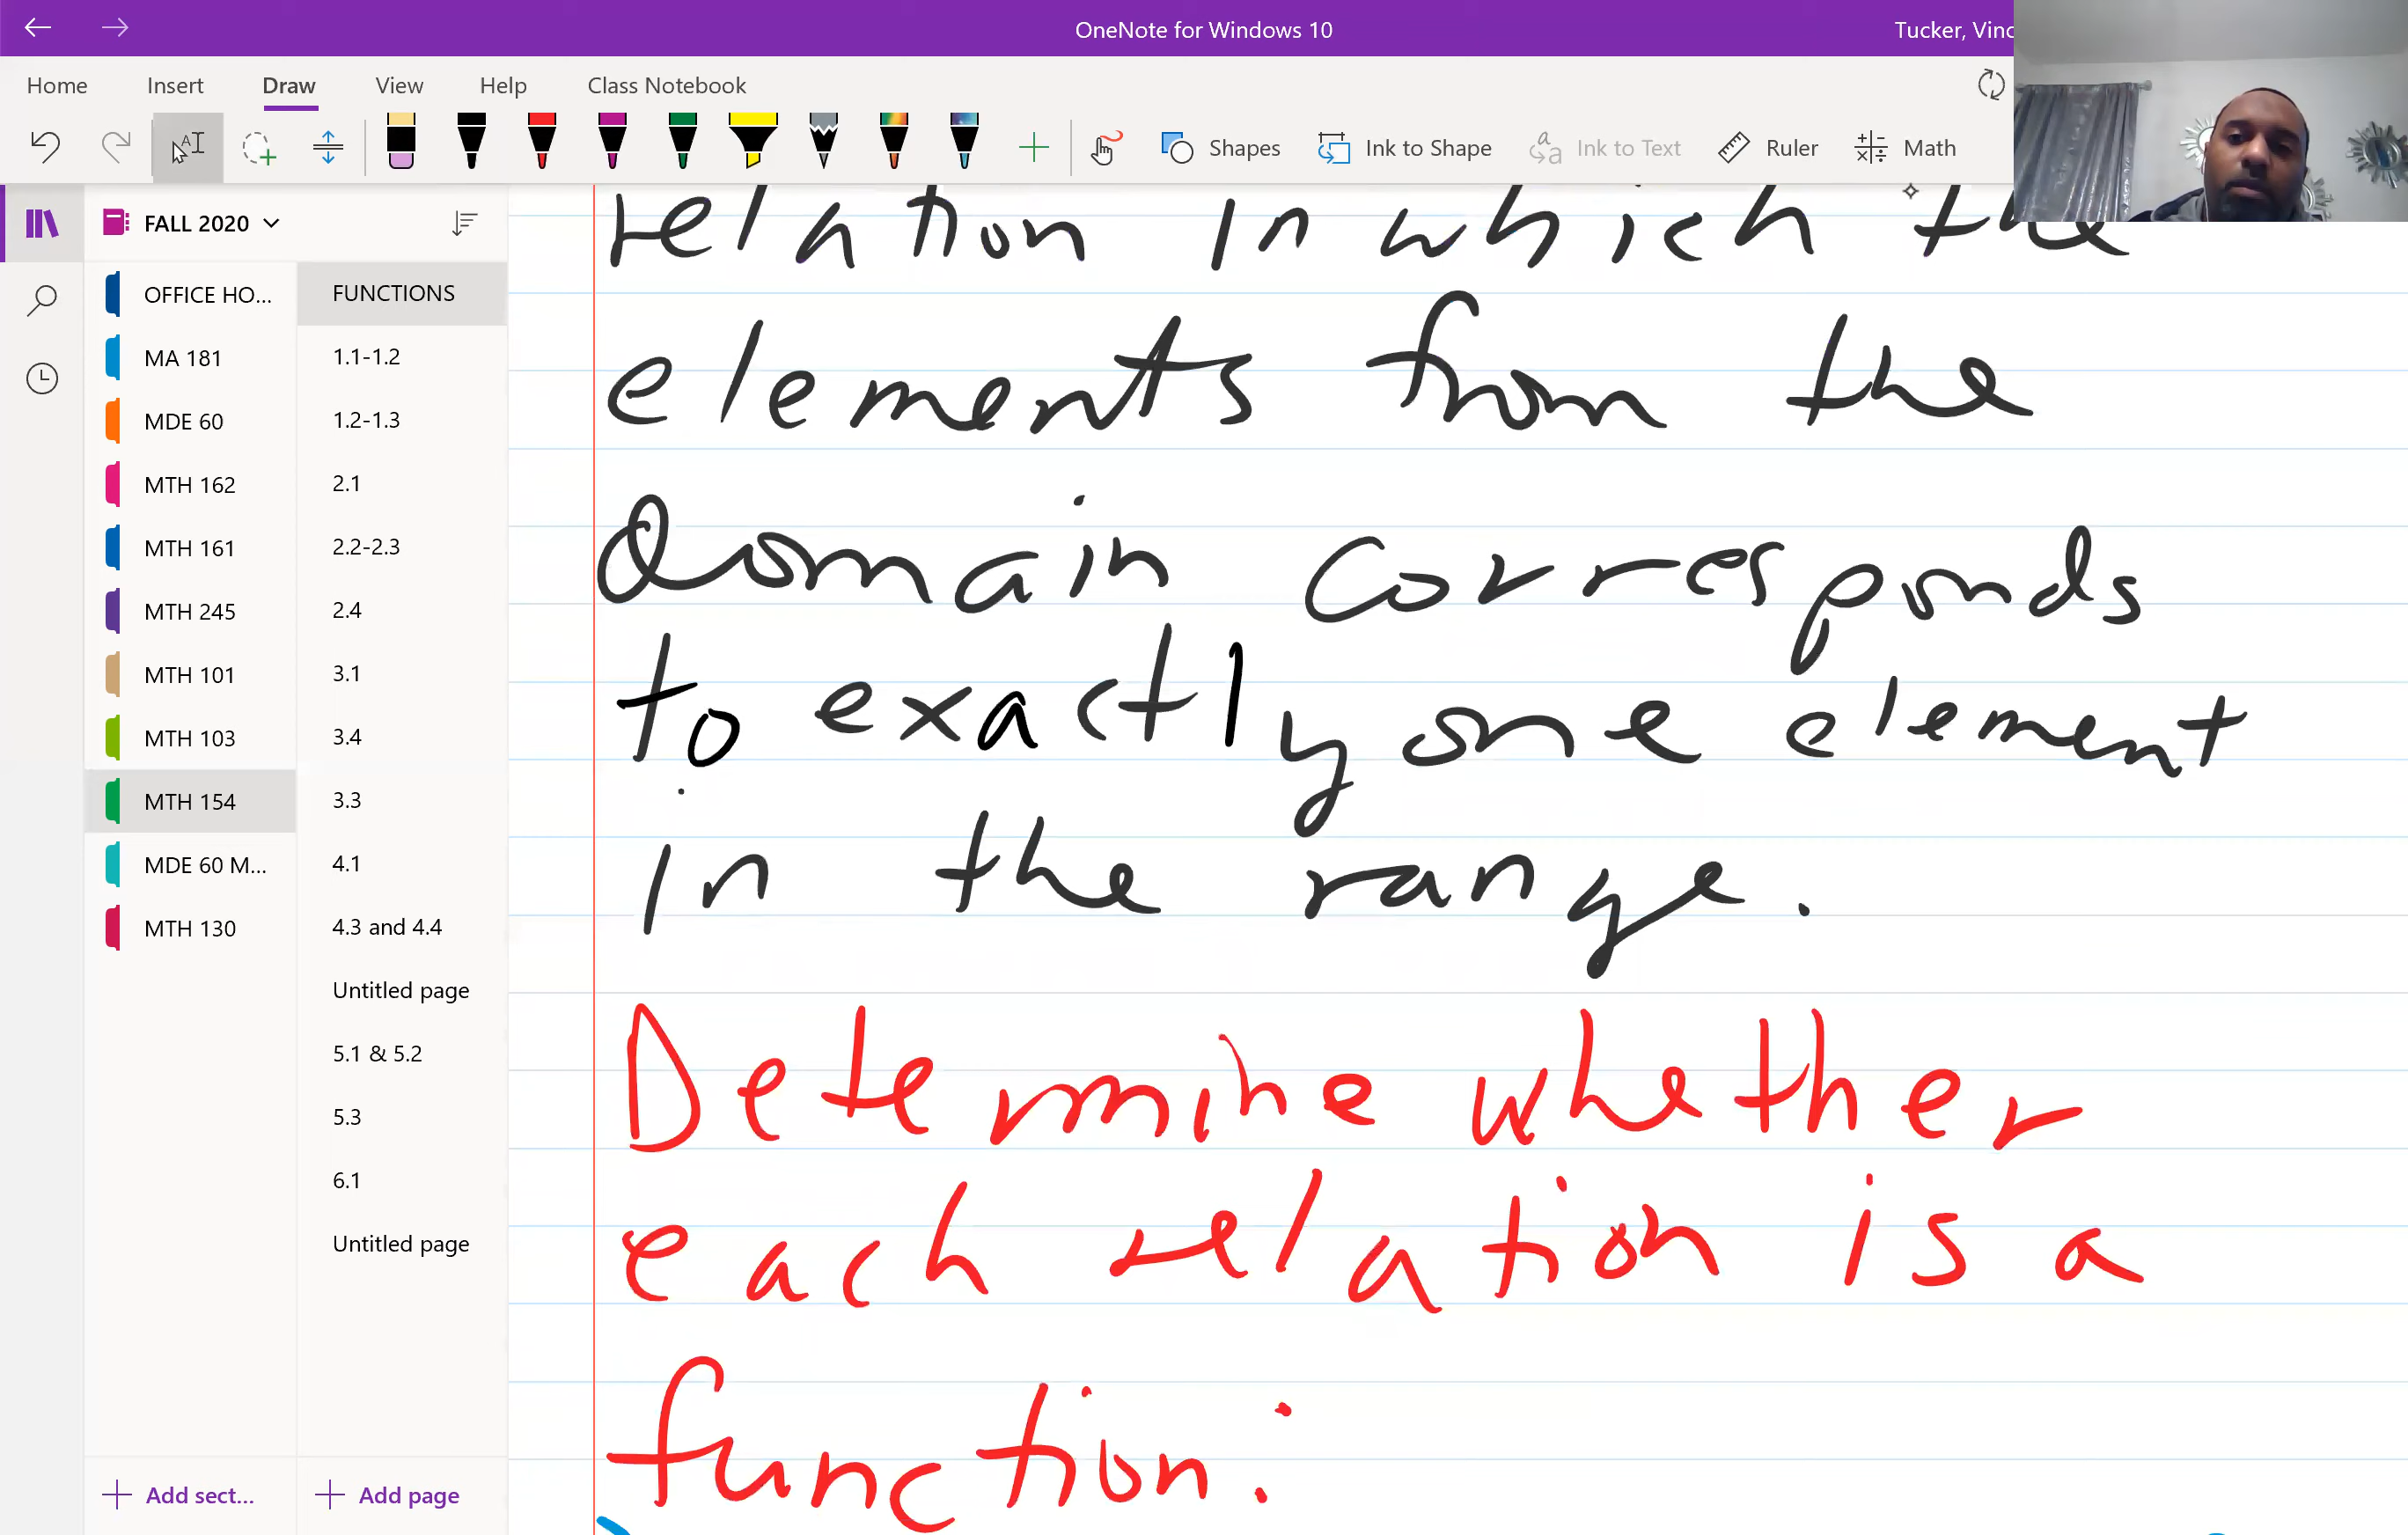 OneNote for Windows 10
Tucker, Vinc
Home Insert Draw View Help Class Notebook
Shapes Ink to Shape Ink to Text Ruler Math
FALL 2020
OFFICE HO...
MA 181
MDE 60
MTH 162
MTH 161
MTH 245
MTH 101
MTH 103
MTH 154
MDE 60 M...
MTH 130
Add sect...
FUNCTIONS
1.1-1.2
1.2-1.3
2.1
2.2-2.3
2.4
3.1
3.4
3.3
4.1
4.3 and 4.4
Untitled page
5.1 & 5.2
5.3
6.1
Untitled page
Add page
relation in which the
elements from the
domain corresponds
to exactly one element
in the range.
Determine whether
each relation is a
function: